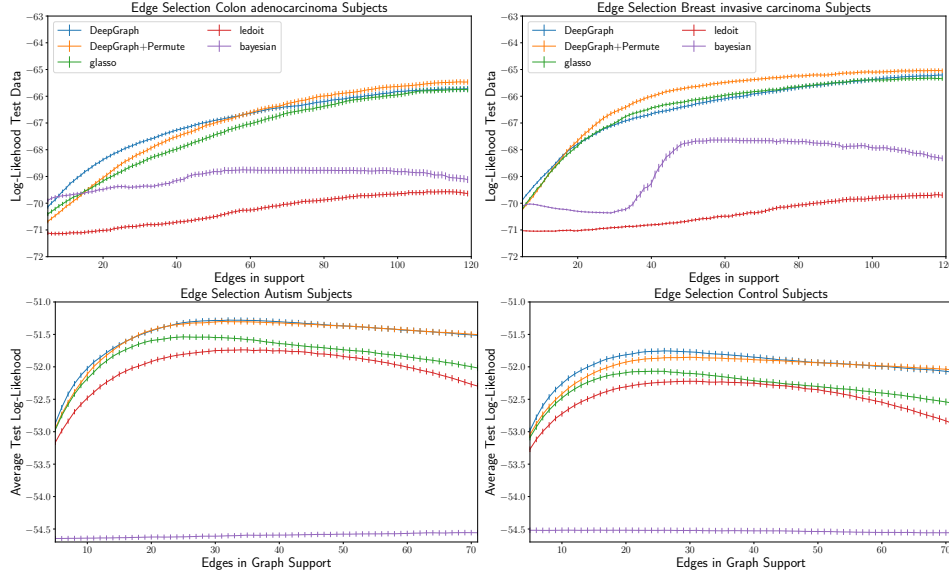 Edge Selection Colon adenocarcinoma Subjects
DeepGraph
DeepGraph+Permute
glasso
ledoit
bayesian
Log-Likehood Test Data
−63
−64
−65
−66
−67
−68
−69
−70
−71
−72
20
40
60
80
100
120
Edges in support
Edge Selection Breast invasive carcinoma Subjects
DeepGraph
DeepGraph+Permute
glasso
ledoit
bayesian
Log-Likehood Test Data
−63
−64
−65
−66
−67
−68
−69
−70
−71
−72
20
40
60
80
100
120
Edges in support
Edge Selection Autism Subjects
Average Test Log-Likelihood
−51.0
−51.5
−52.0
−52.5
−53.0
−53.5
−54.0
−54.5
10
20
30
40
50
60
70
Edges in Graph Support
Edge Selection Control Subjects
Average Test Log-Likelihood
−51.0
−51.5
−52.0
−52.5
−53.0
−53.5
−54.0
−54.5
10
20
30
40
50
60
70
Edges in Graph Support